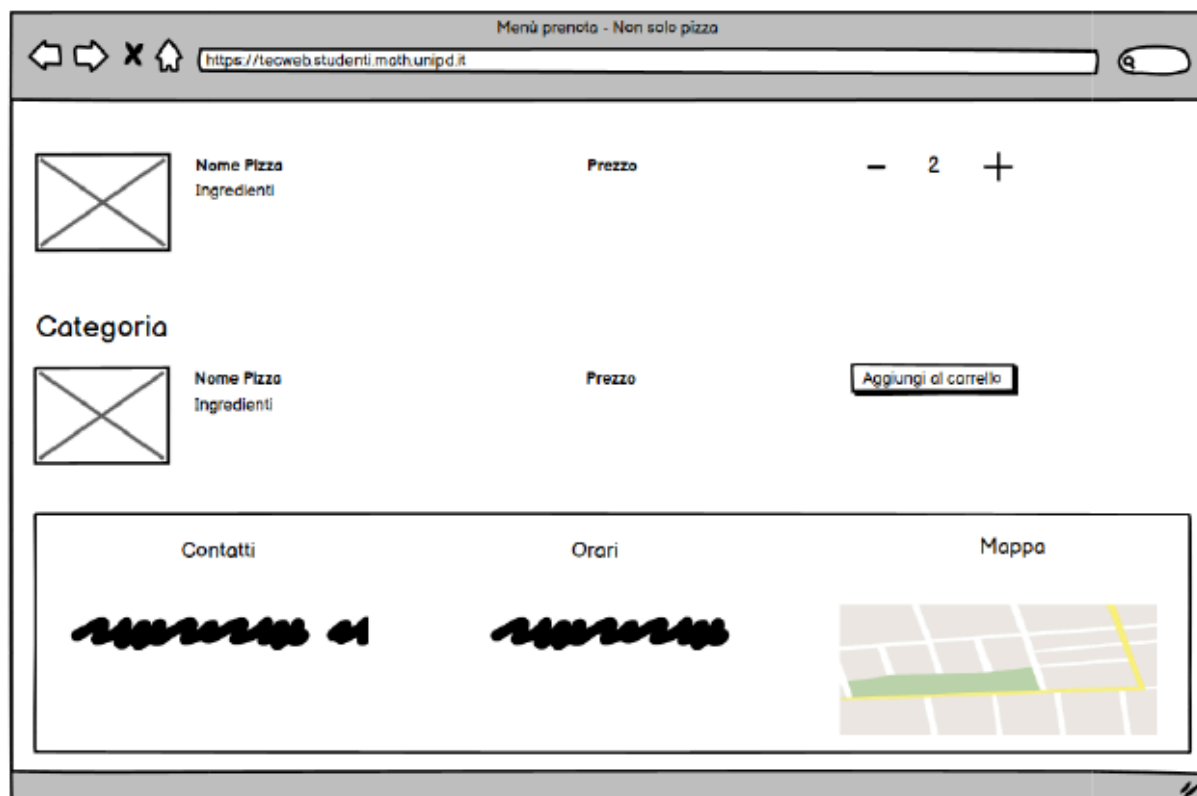 Menù prenota - Non solo pizza
https://tecweb.studenti.math.unipd.it
Nome Pizza Prezzo - 2 +
Ingredienti
Categoria
Nome Pizza Prezzo Aggiungi al carrello
Ingredienti
Contatti Orari Mappa